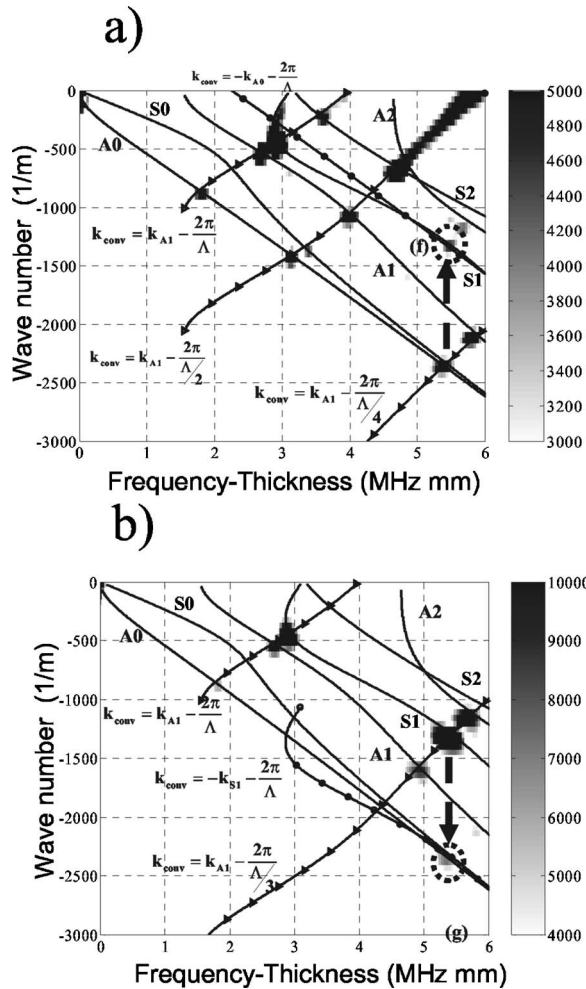 a)
k_conv = -k_A0 - 2π/Λ
0
-500
-1000
-1500
-2000
-2500
-3000
Wave number (1/m)
0 1 2 3 4 5 6
Frequency-Thickness (MHz mm)
S0
A0
A2
S2
(f)
S1
A1
k_conv = k_A1 - 2π/Λ
k_conv = k_A1 - 2π/Λ/2
k_conv = k_A1 - 2π/Λ/4
5000
4800
4600
4400
4200
4000
3800
3600
3400
3200
3000
b)
0
-500
-1000
-1500
-2000
-2500
-3000
Wave number (1/m)
0 1 2 3 4 5 6
Frequency-Thickness (MHz mm)
S0
A0
A2
S2
S1
A1
k_conv = k_A1 - 2π/Λ
k_conv = -k_S1 - 2π/Λ
k_conv = k_A1 - 2π/Λ/3
(g)
10000
9000
8000
7000
6000
5000
4000